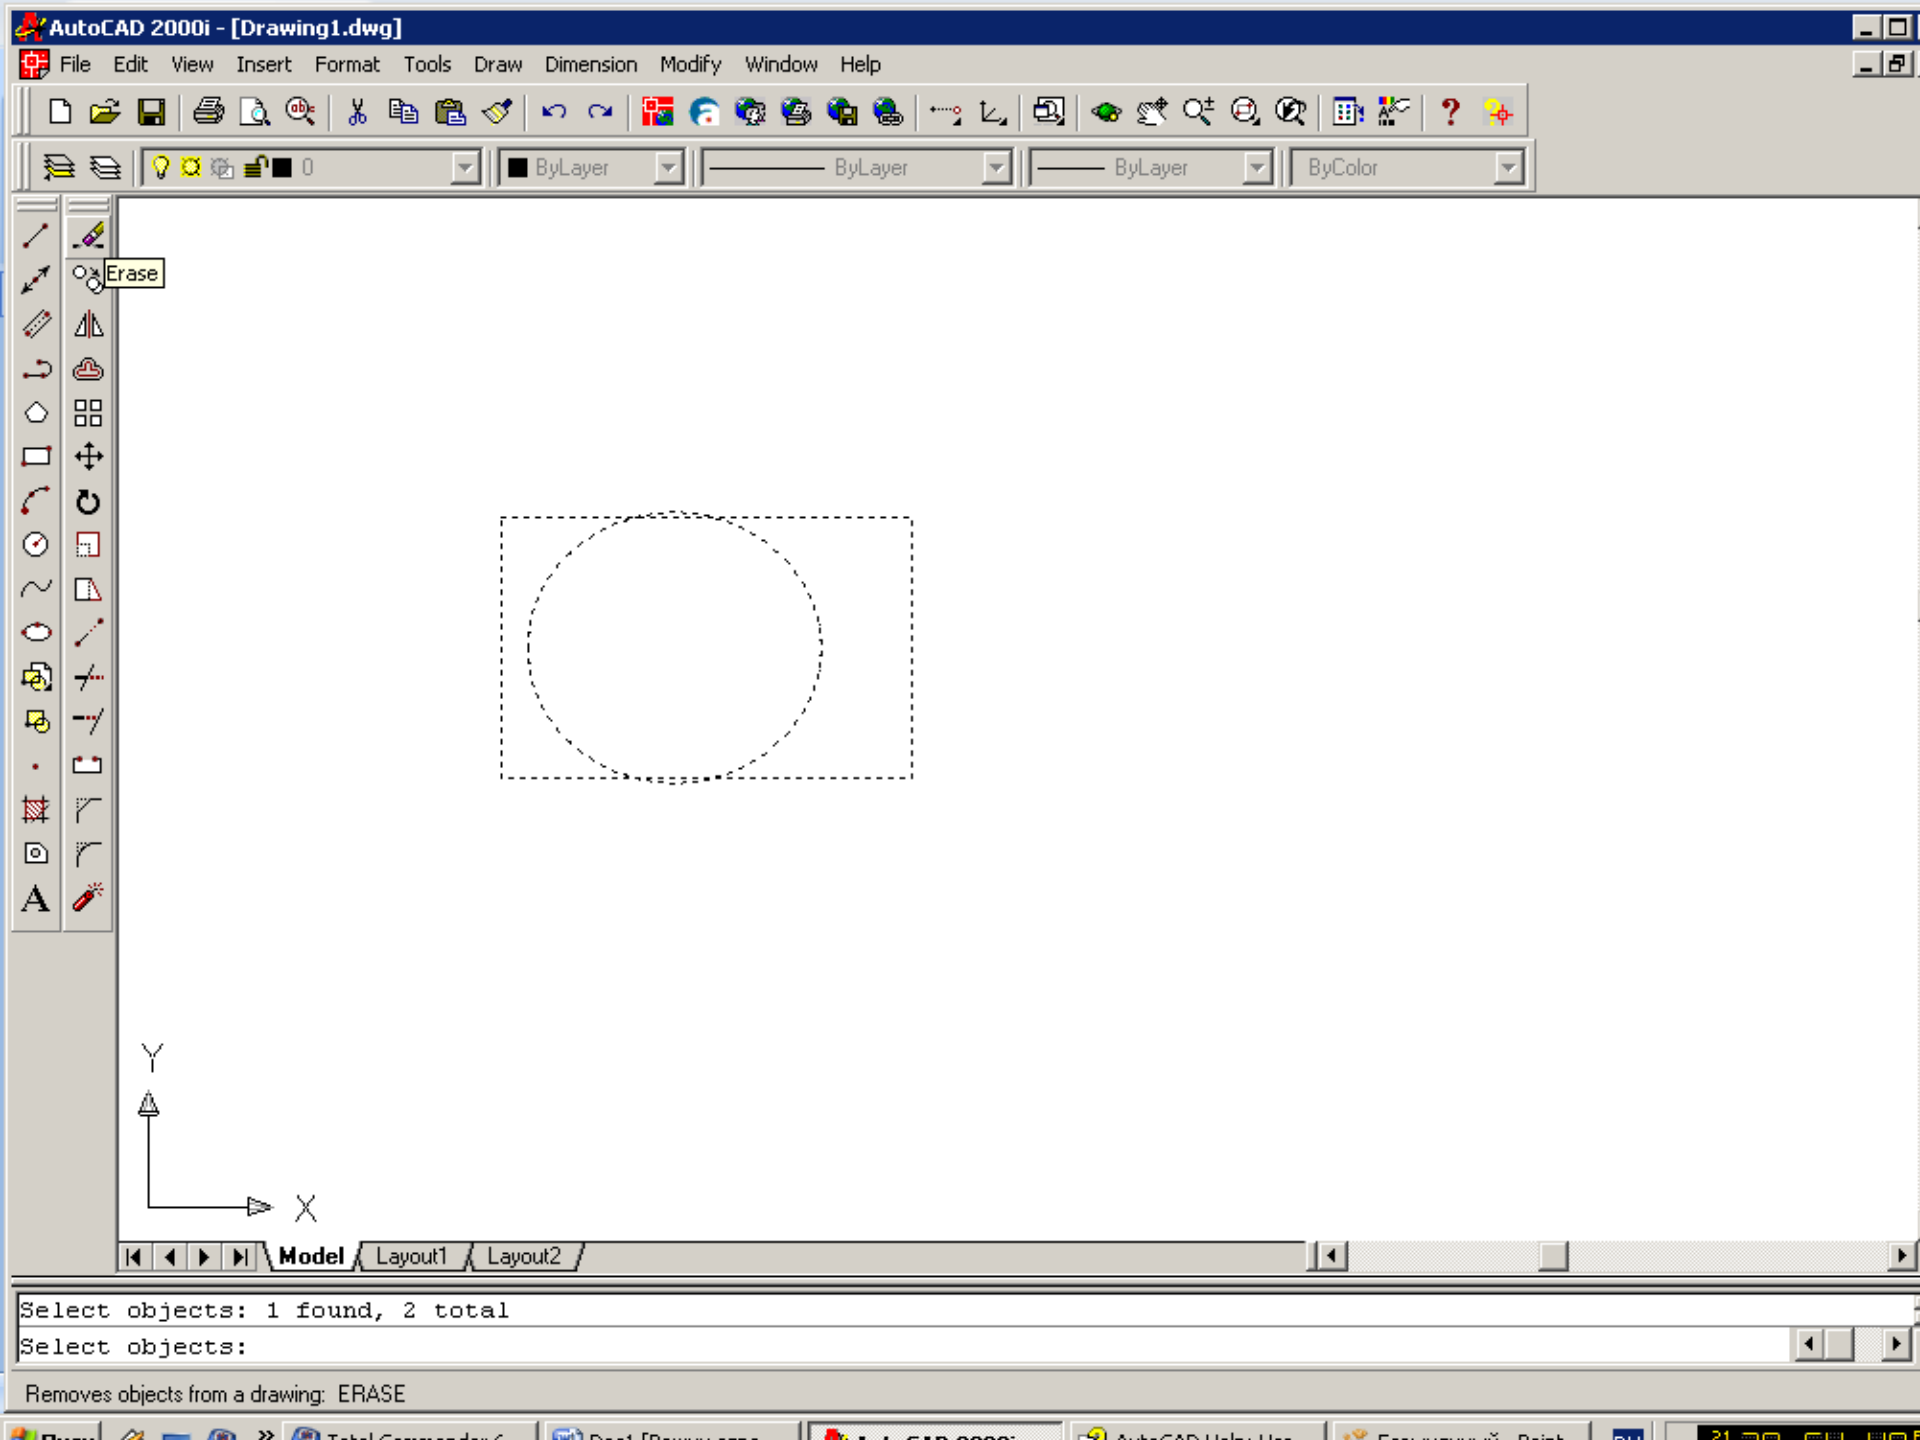 AutoCAD 2000i - [Drawing1.dwg]
File Edit View Insert Format Tools Draw Dimension Modify Window Help
0 ByLayer ByLayer ByLayer ByColor
Erase
A
Y
X
Model Layout1 Layout2
Select objects: 1 found, 2 total
Select objects:
Removes objects from a drawing: ERASE